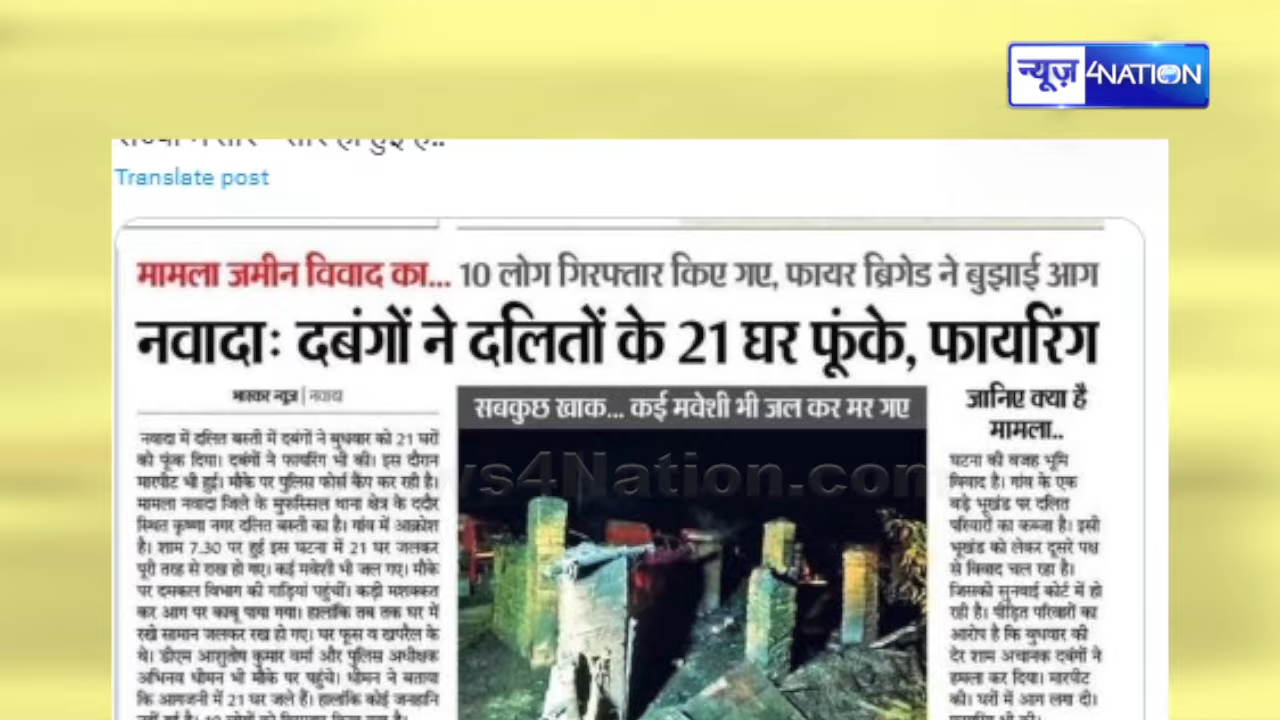 न्यूज़ 4NATION
Translate post
मामला जमीन विवाद का... 10 लोग गिरफ्तार किए गए, फायर ब्रिगेड ने बुझाई आग
नवादाः दबंगों ने दलितों के 21 घर फूंके, फायरिंग
भास्कर न्यूज | नवादा
नवादा में दलित बस्ती में दबंगों ने बुधवार को 21 घरों
को फूंक दिया। दबंगों ने फायरिंग भी की। इस दौरान
मारपीट भी हुई। मौके पर पुलिस फोर्स कैंप कर रही है।
मामला नवादा जिले के मुफस्सिल थाना क्षेत्र के ददौर
स्थित कृष्णा नगर दलित बस्ती का है। गांव में आक्रोश
है। शाम 7.30 पर हुई इस घटना में 21 घर जलकर
पूरी तरह से राख हो गए। कई मवेशी भी जल गए। मौके
पर दमकल विभाग की गाड़ियां पहुंचीं। कड़ी मशक्कत
कर आग पर काबू पाया गया। हालांकि तब तक घर में
रखे सामान जलकर रख हो गए। घर फूस व खपरैल के
थे। डीएम आशुतोष कुमार वर्मा और पुलिस अधीक्षक
अभिनव धीमन भी मौके पर पहुंचे। धीमन ने बताया
कि आगजनी में 21 घर जले हैं। हालांकि कोई जनहानि
सबकुछ खाक... कई मवेशी भी जल कर मर गए
s4Nation.com
जानिए क्या है
मामला..
घटना की वजह भूमि
विवाद है। गांव के एक
बड़े भूखंड पर दलित
परिवारों का कब्जा है। इसी
भूखंड को लेकर दूसरे पक्ष
से विवाद चल रहा है।
जिसकी सुनवाई कोर्ट में हो
रही है। पीड़ित परिवारों का
आरोप है कि बुधवार की
देर शाम अचानक दबंगों ने
हमला कर दिया। मारपीट
की। घरों में आग लगा दी।